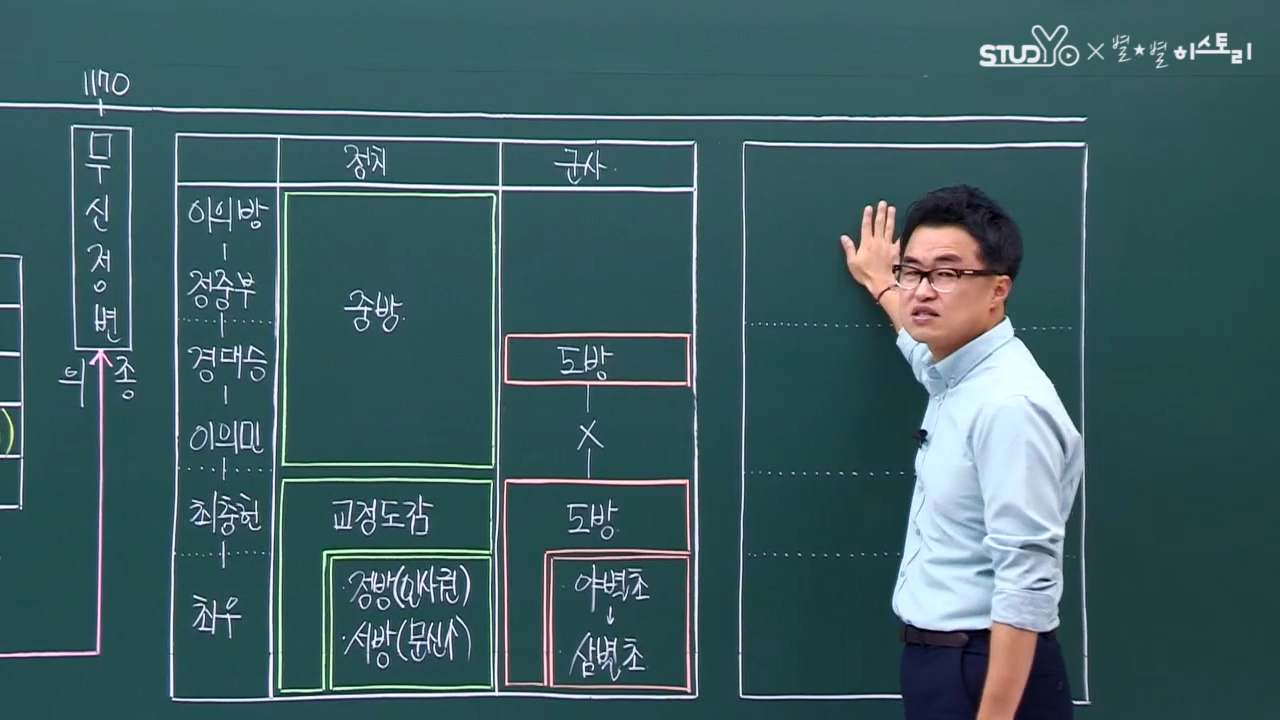 STUDYO × 별★별 히스토리
1170
무신정변
의종
정치 군사
이의방
정중부
중방
경대승 도방
이의민 X
최충헌 교정도감 도방
최우
·정방(인사권) 야별초
·서방(문신) 삼별초